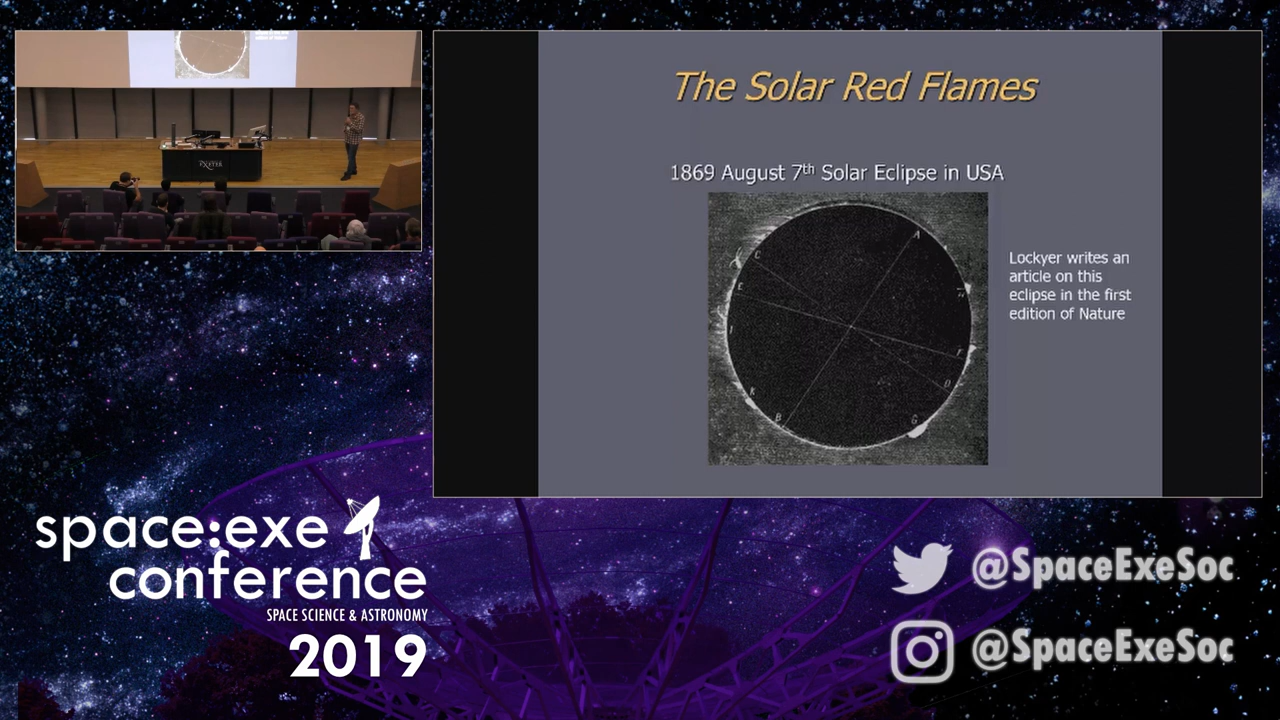 EXETER
The Solar Red Flames
1869 August 7th Solar Eclipse in USA
A
C
E
I
K
B
G
D
F
H
Lockyer writes an
article on this
eclipse in the first
edition of Nature
space:exe
conference
SPACE SCIENCE & ASTRONOMY
2019
@SpaceExeSoc
@SpaceExeSoc